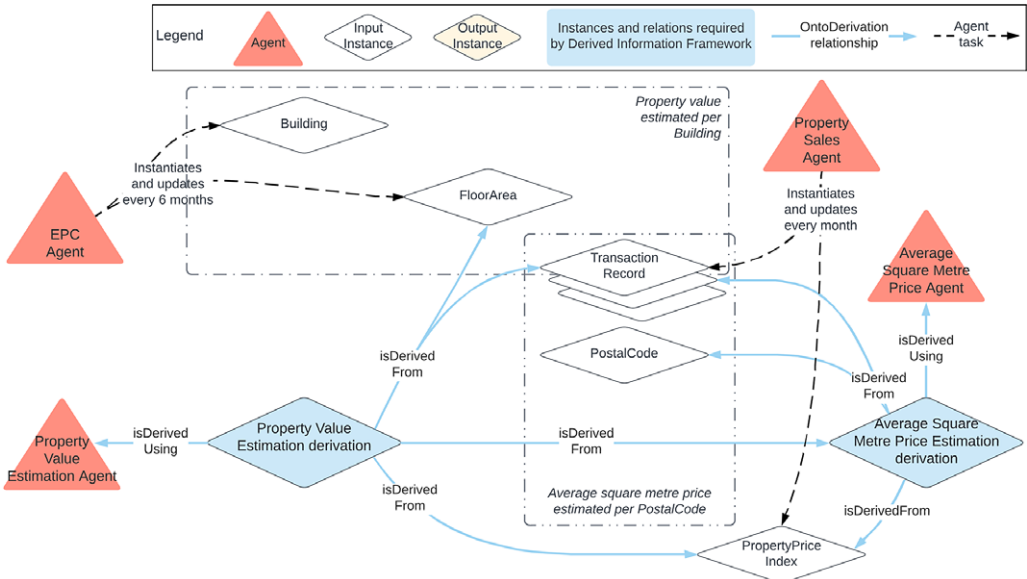 Legend
Agent
Input
Instance
Output
Instance
Instances and relations required
by Derived Information Framework
OntoDerivation
relationship
Agent
task
Property value
estimated per
Building
Building
Property
Sales
Agent
Instantiates
and updates
every 6 months
FloorArea
Instantiates
and updates
every month
EPC
Agent
Transaction
Record
Average
Square Metre
Price Agent
isDerived
From
PostalCode
isDerived
Using
isDerived
From
Property
Value
Estimation Agent
isDerived
Using
Property Value
Estimation derivation
isDerived
From
Average Square
Metre Price Estimation
derivation
isDerived
From
Average square metre price
estimated per PostalCode
isDerivedFrom
PropertyPrice
Index